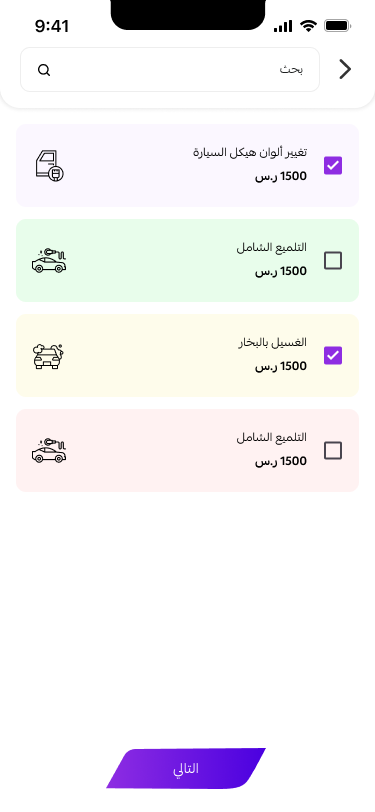 9:41
بحث
تغيير ألوان هيكل السيارة
1500 ر.س
التلميع الشامل
1500 ر.س
الغسيل بالبخار
1500 ر.س
التلميع الشامل
1500 ر.س
التالي